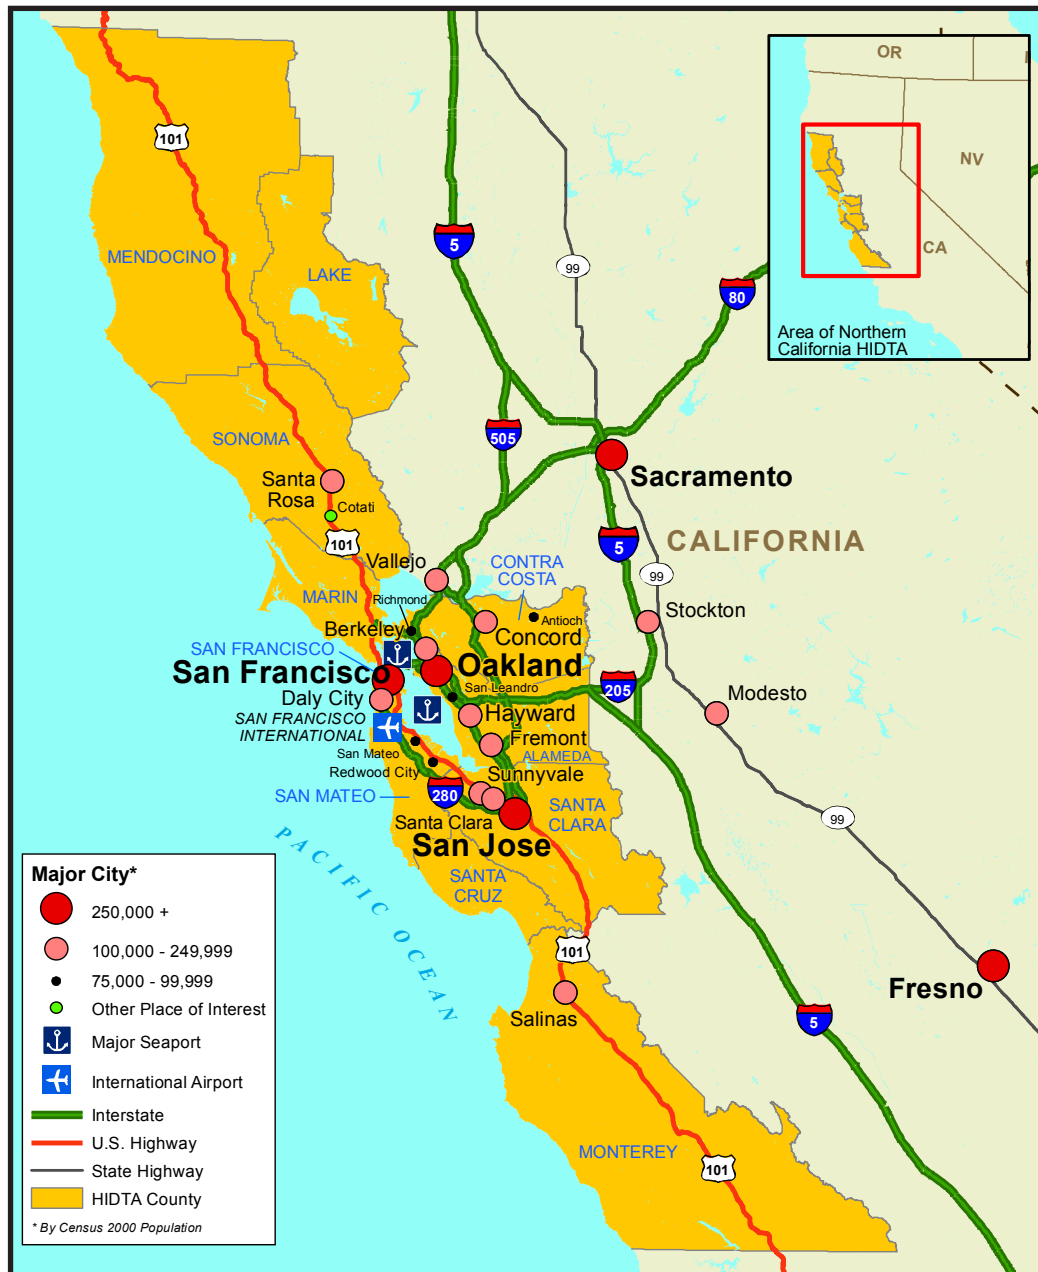 101
MENDOCINO
LAKE
5
99
80
OR
NV
CA
Area of Northern
California HIDTA
SONOMA
505
Santa
Rosa
Cotati
101
Sacramento
5
CALIFORNIA
99
Vallejo
CONTRA
COSTA
MARIN
Richmond
Antioch
Stockton
Berkeley
Concord
SAN FRANCISCO
San Francisco
Oakland
San Leandro
205
Daly City
Modesto
SAN FRANCISCO
INTERNATIONAL
Hayward
Fremont
San Mateo
ALAMEDA
Redwood City
Sunnyvale
SAN MATEO
280
SANTA
CLARA
Santa Clara
San Jose
99
PACIFIC OCEAN
SANTA
CRUZ
101
Salinas
Fresno
5
MONTEREY
101
Major City*
250,000 +
100,000 - 249,999
75,000 - 99,999
Other Place of Interest
Major Seaport
International Airport
Interstate
U.S. Highway
State Highway
HIDTA County
* By Census 2000 Population